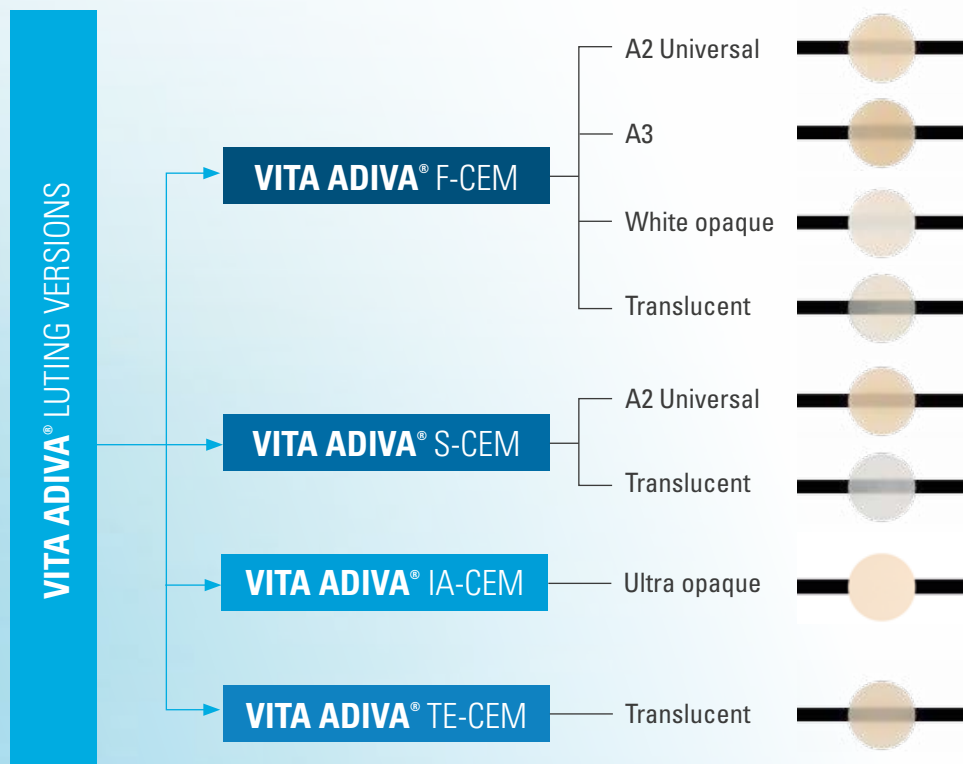 VITA ADIVA® LUTING VERSIONS
VITA ADIVA® F-CEM
A2 Universal
A3
White opaque
Translucent
VITA ADIVA® S-CEM
A2 Universal
Translucent
VITA ADIVA® IA-CEM
Ultra opaque
VITA ADIVA® TE-CEM
Translucent